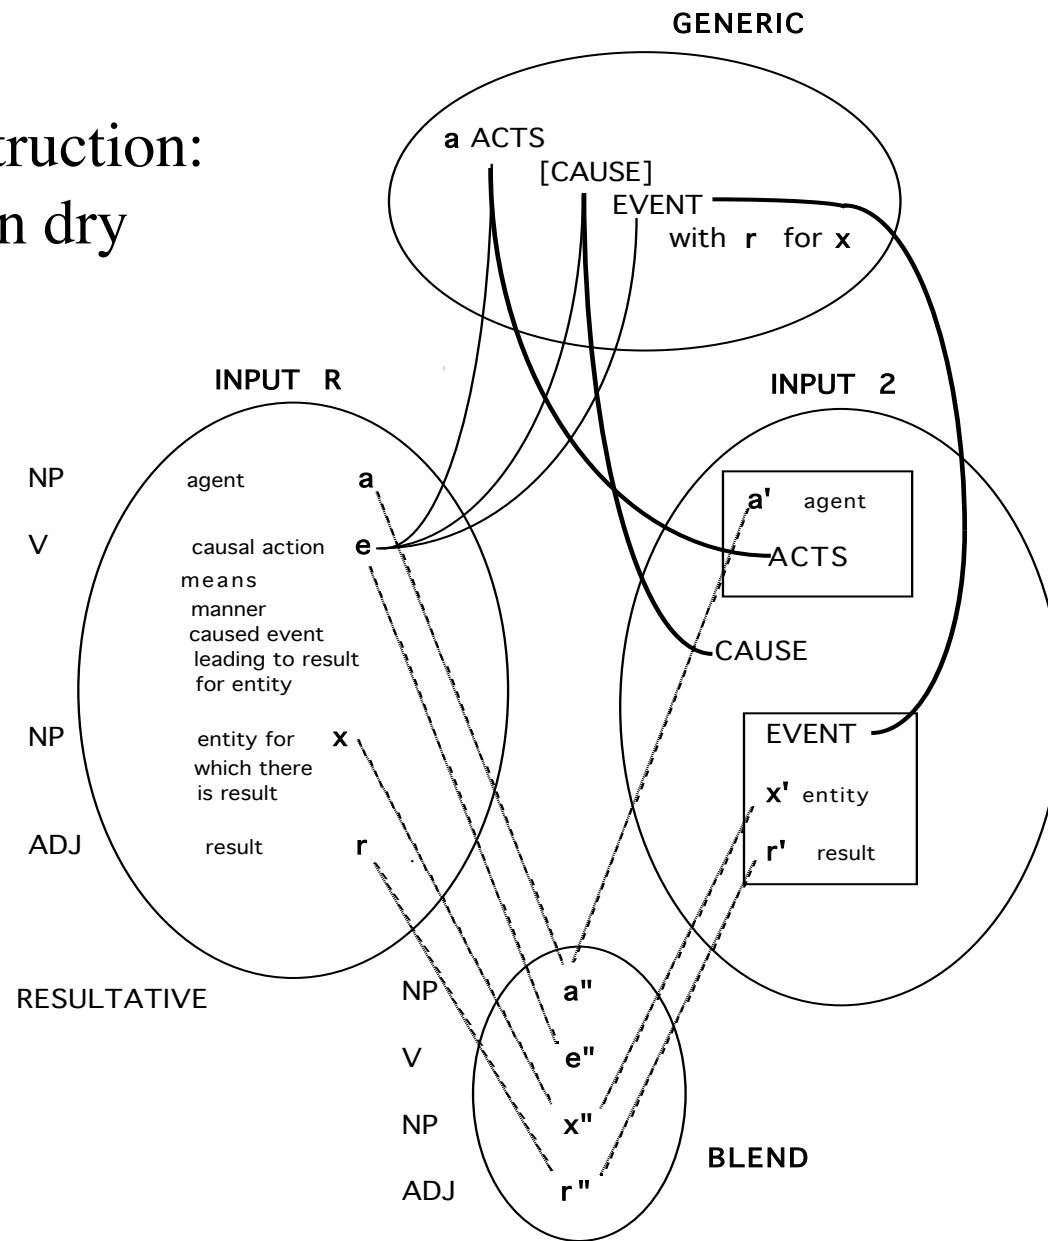 GENERIC
truction:
n dry
a ACTS
[CAUSE]
EVENT
with r for x
INPUT R
INPUT 2
NP agent a
V causal action e
means
manner
caused event
leading to result
for entity
NP entity for x
which there
is result
ADJ result r
RESULTATIVE
a' agent
ACTS
CAUSE
EVENT
x' entity
r' result
NP a"
V e"
NP x"
ADJ r"
BLEND